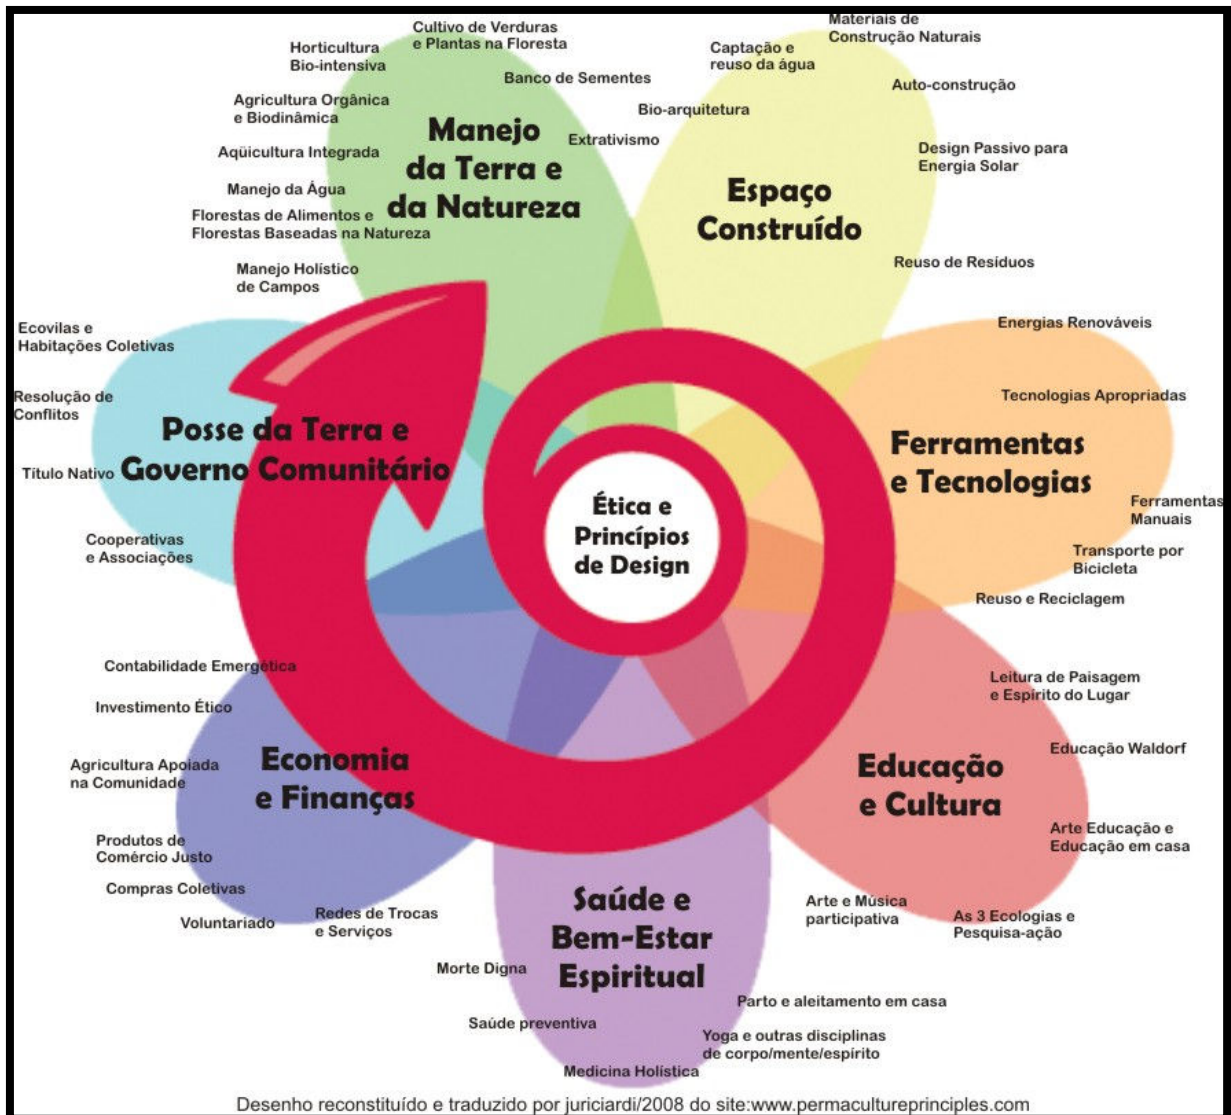 Cultivo de Verduras
e Plantas na Floresta
Horticultura
Bio-intensiva
Banco de Sementes
Agricultura Orgânica
e Biodinâmica
Extrativismo
Aqüicultura Integrada
Manejo da Água
Florestas de Alimentos e
Florestas Baseadas na Natureza
Manejo Holístico
de Campos
Manejo
da Terra e
da Natureza
Materiais de
Construção Naturais
Captação e
reuso da água
Auto-construção
Bio-arquitetura
Design Passivo para
Energia Solar
Reuso de Resíduos
Espaço
Construído
Energias Renováveis
Tecnologias Apropriadas
Ferramentas
e Tecnologias
Ferramentas
Manuais
Transporte por
Bicicleta
Reuso e Reciclagem
Ecovilas e
Habitações Coletivas
Resolução de
Conflitos
Posse da Terra e
Governo Comunitário
Título Nativo
Cooperativas
e Associações
Ética e
Princípios
de Design
Leitura de Paisagem
e Espírito do Lugar
Educação Waldorf
Educação
e Cultura
Arte Educação e
Educação em casa
Arte e Música
participativa
As 3 Ecologias e
Pesquisa-ação
Contabilidade Emergética
Investimento Ético
Economia
e Finanças
Agricultura Apoiada
na Comunidade
Produtos de
Comércio Justo
Compras Coletivas
Voluntariado
Redes de Trocas
e Serviços
Saúde e
Bem-Estar
Espiritual
Morte Digna
Saúde preventiva
Medicina Holística
Parto e aleitamento em casa
Yoga e outras disciplinas
de corpo/mente/espírito
Desenho reconstituído e traduzido por juriciardi/2008 do site:www.permacultureprinciples.com